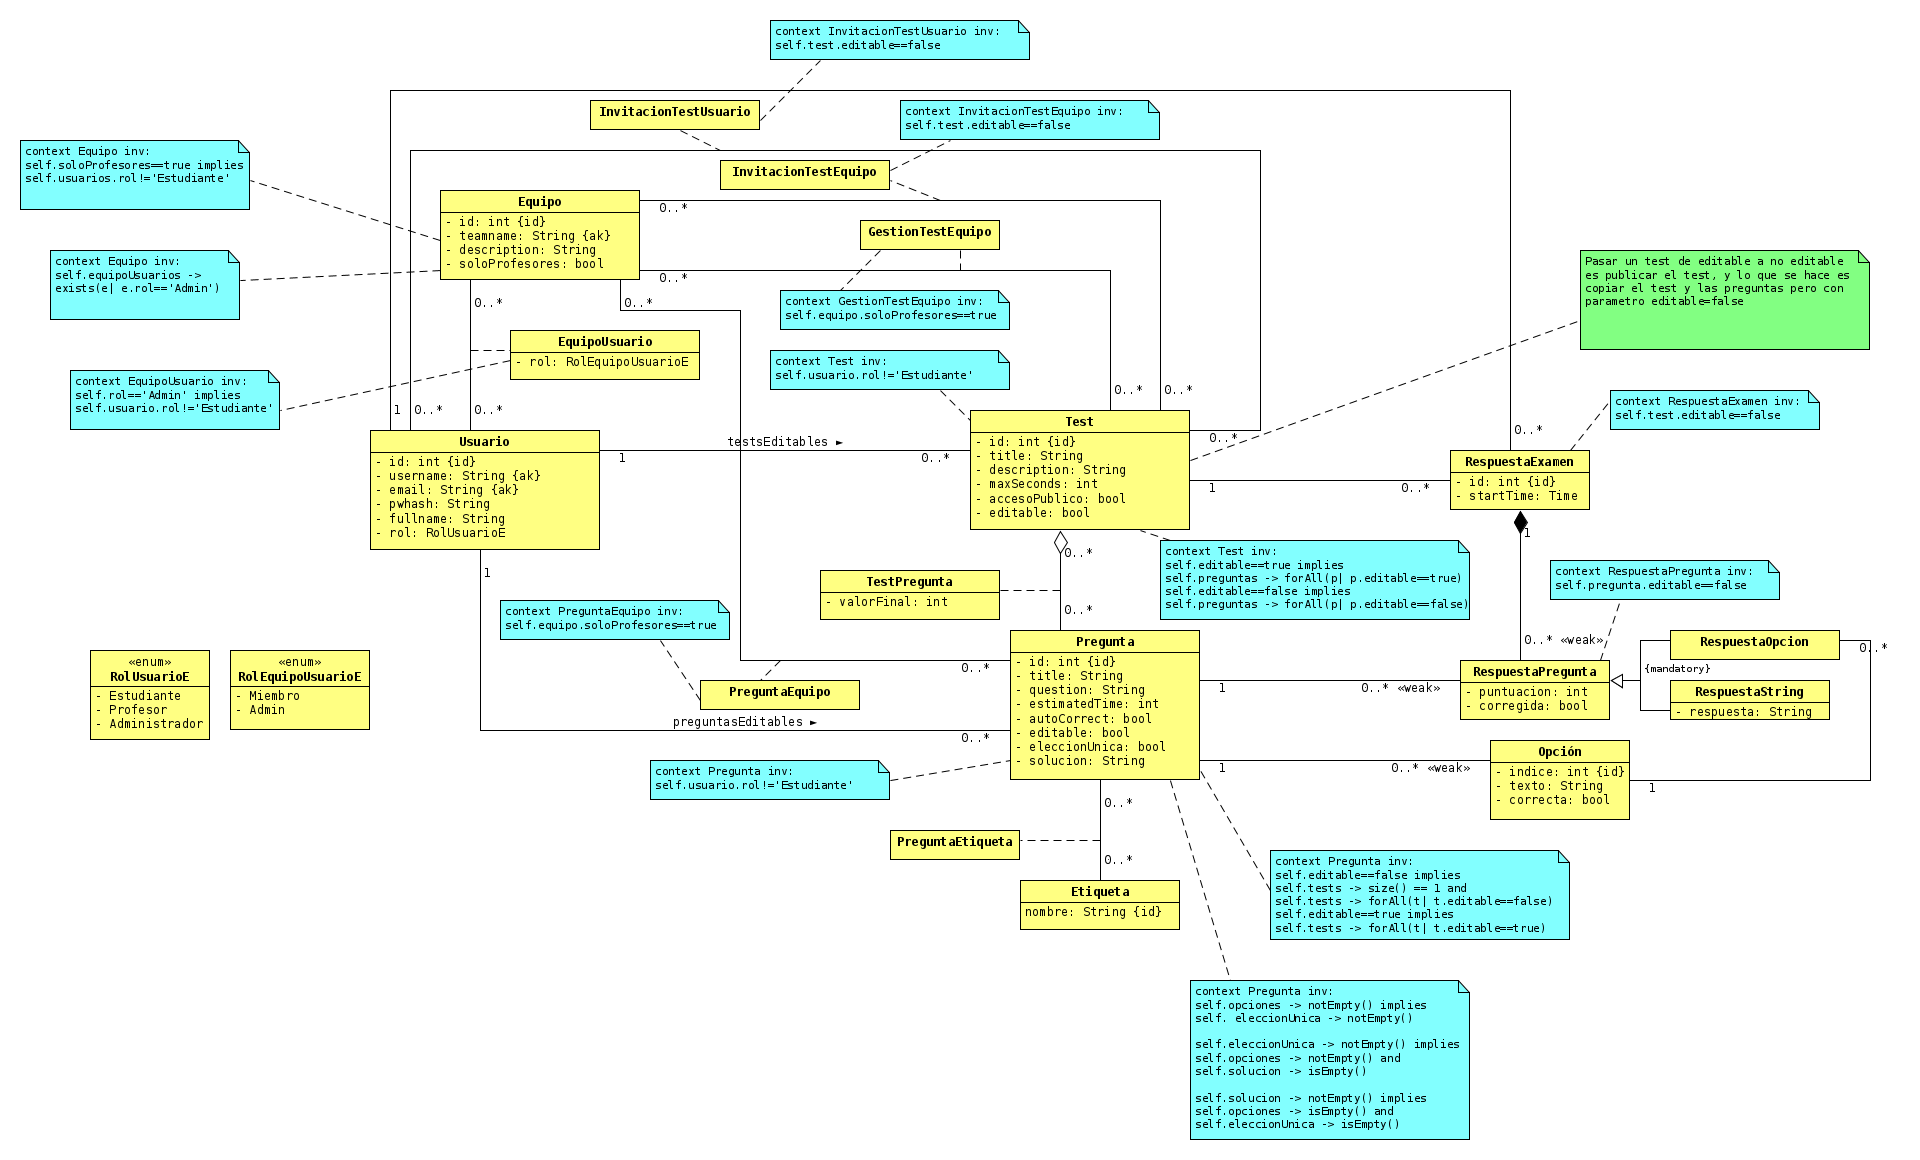 context InvitacionTestUsuario inv:
self.test.editable==false
InvitacionTestUsuario
context InvitacionTestEquipo inv:
self.test.editable==false
context Equipo inv:
self.soloProfesores==true implies
self.usuarios.rol!='Estudiante'
InvitacionTestEquipo
Equipo
- id: int {id}
- teamname: String {ak}
- description: String
- soloProfesores: bool
0..*
0..*
0..*
0..*
GestionTestEquipo
context Equipo inv:
self.equipoUsuarios ->
exists(e| e.rol=='Admin')
context GestionTestEquipo inv:
self.equipo.soloProfesores==true
Pasar un test de editable a no editable
es publicar el test, y lo que se hace es
copiar el test y las preguntas pero con
parametro editable=false
EquipoUsuario
- rol: RolEquipoUsuarioE
context Test inv:
self.usuario.rol!='Estudiante'
context EquipoUsuario inv:
self.rol=='Admin' implies
self.usuario.rol!='Estudiante'
1
0..*
0..*
0..*
0..*
0..*
0..*
context RespuestaExamen inv:
self.test.editable==false
Usuario
- id: int {id}
- username: String {ak}
- email: String {ak}
- pwhash: String
- fullname: String
- rol: RolUsuarioE
testsEditables ►
1
0..*
Test
- id: int {id}
- title: String
- description: String
- maxSeconds: int
- accesoPublico: bool
- editable: bool
1
0..*
RespuestaExamen
- id: int {id}
- startTime: Time
1
0..*
context Test inv:
self.editable==true implies
self.preguntas -> forAll(p| p.editable==true)
self.editable==false implies
self.preguntas -> forAll(p| p.editable==false)
context RespuestaPregunta inv:
self.pregunta.editable==false
1
TestPregunta
- valorFinal: int
0..*
context PreguntaEquipo inv:
self.equipo.soloProfesores==true
0..* «weak»
«enum»
RolUsuarioE
- Estudiante
- Profesor
- Administrador
«enum»
RolEquipoUsuarioE
- Miembro
- Admin
0..*
PreguntaEquipo
preguntasEditables ►
0..*
Pregunta
- id: int {id}
- title: String
- question: String
- estimatedTime: int
- autoCorrect: bool
- editable: bool
- eleccionUnica: bool
- solucion: String
1
0..* «weak»
RespuestaPregunta
- puntuacion: int
- corregida: bool
{mandatory}
RespuestaOpcion
0..*
RespuestaString
- respuesta: String
1
0..* «weak»
Opción
- indice: int {id}
- texto: String
- correcta: bool
1
context Pregunta inv:
self.usuario.rol!='Estudiante'
0..*
PreguntaEtiqueta
0..*
Etiqueta
nombre: String {id}
context Pregunta inv:
self.editable==false implies
self.tests -> size() == 1 and
self.tests -> forAll(t| t.editable==false)
self.editable==true implies
self.tests -> forAll(t| t.editable==true)
context Pregunta inv:
self.opciones -> notEmpty() implies
self. eleccionUnica -> notEmpty()
self.eleccionUnica -> notEmpty() implies
self.opciones -> notEmpty() and
self.solucion -> isEmpty()
self.solucion -> notEmpty() implies
self.opciones -> isEmpty() and
self.eleccionUnica -> isEmpty()